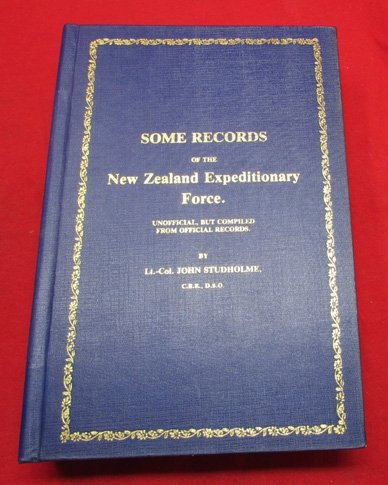 SOME RECORDS
OF THE
New Zealand Expeditionary
Force.
UNOFFICIAL, BUT COMPILED
FROM OFFICIAL RECORDS.
BY
Lt.-Col. JOHN STUDHOLME,
C.B.E., D.S.O